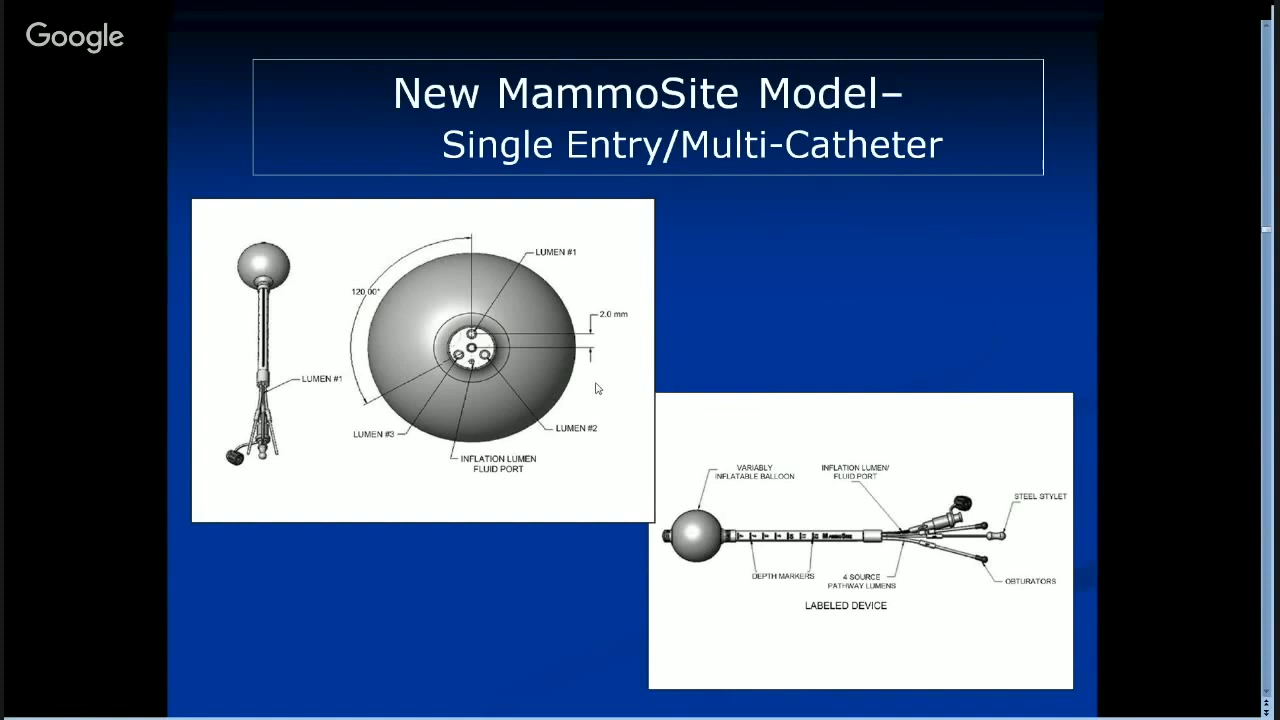 Google
New MammoSite Model–
Single Entry/Multi-Catheter
LUMEN #1
120.00°
2.0 mm
LUMEN #1
LUMEN #3
LUMEN #2
INFLATION LUMEN
FLUID PORT
VARIABLY
INFLATABLE BALLOON
INFLATION LUMEN/
FLUID PORT
STEEL STYLET
MAMMOSITE
DEPTH MARKERS
4 SOURCE
PATHWAY LUMENS
OBTURATORS
LABELED DEVICE